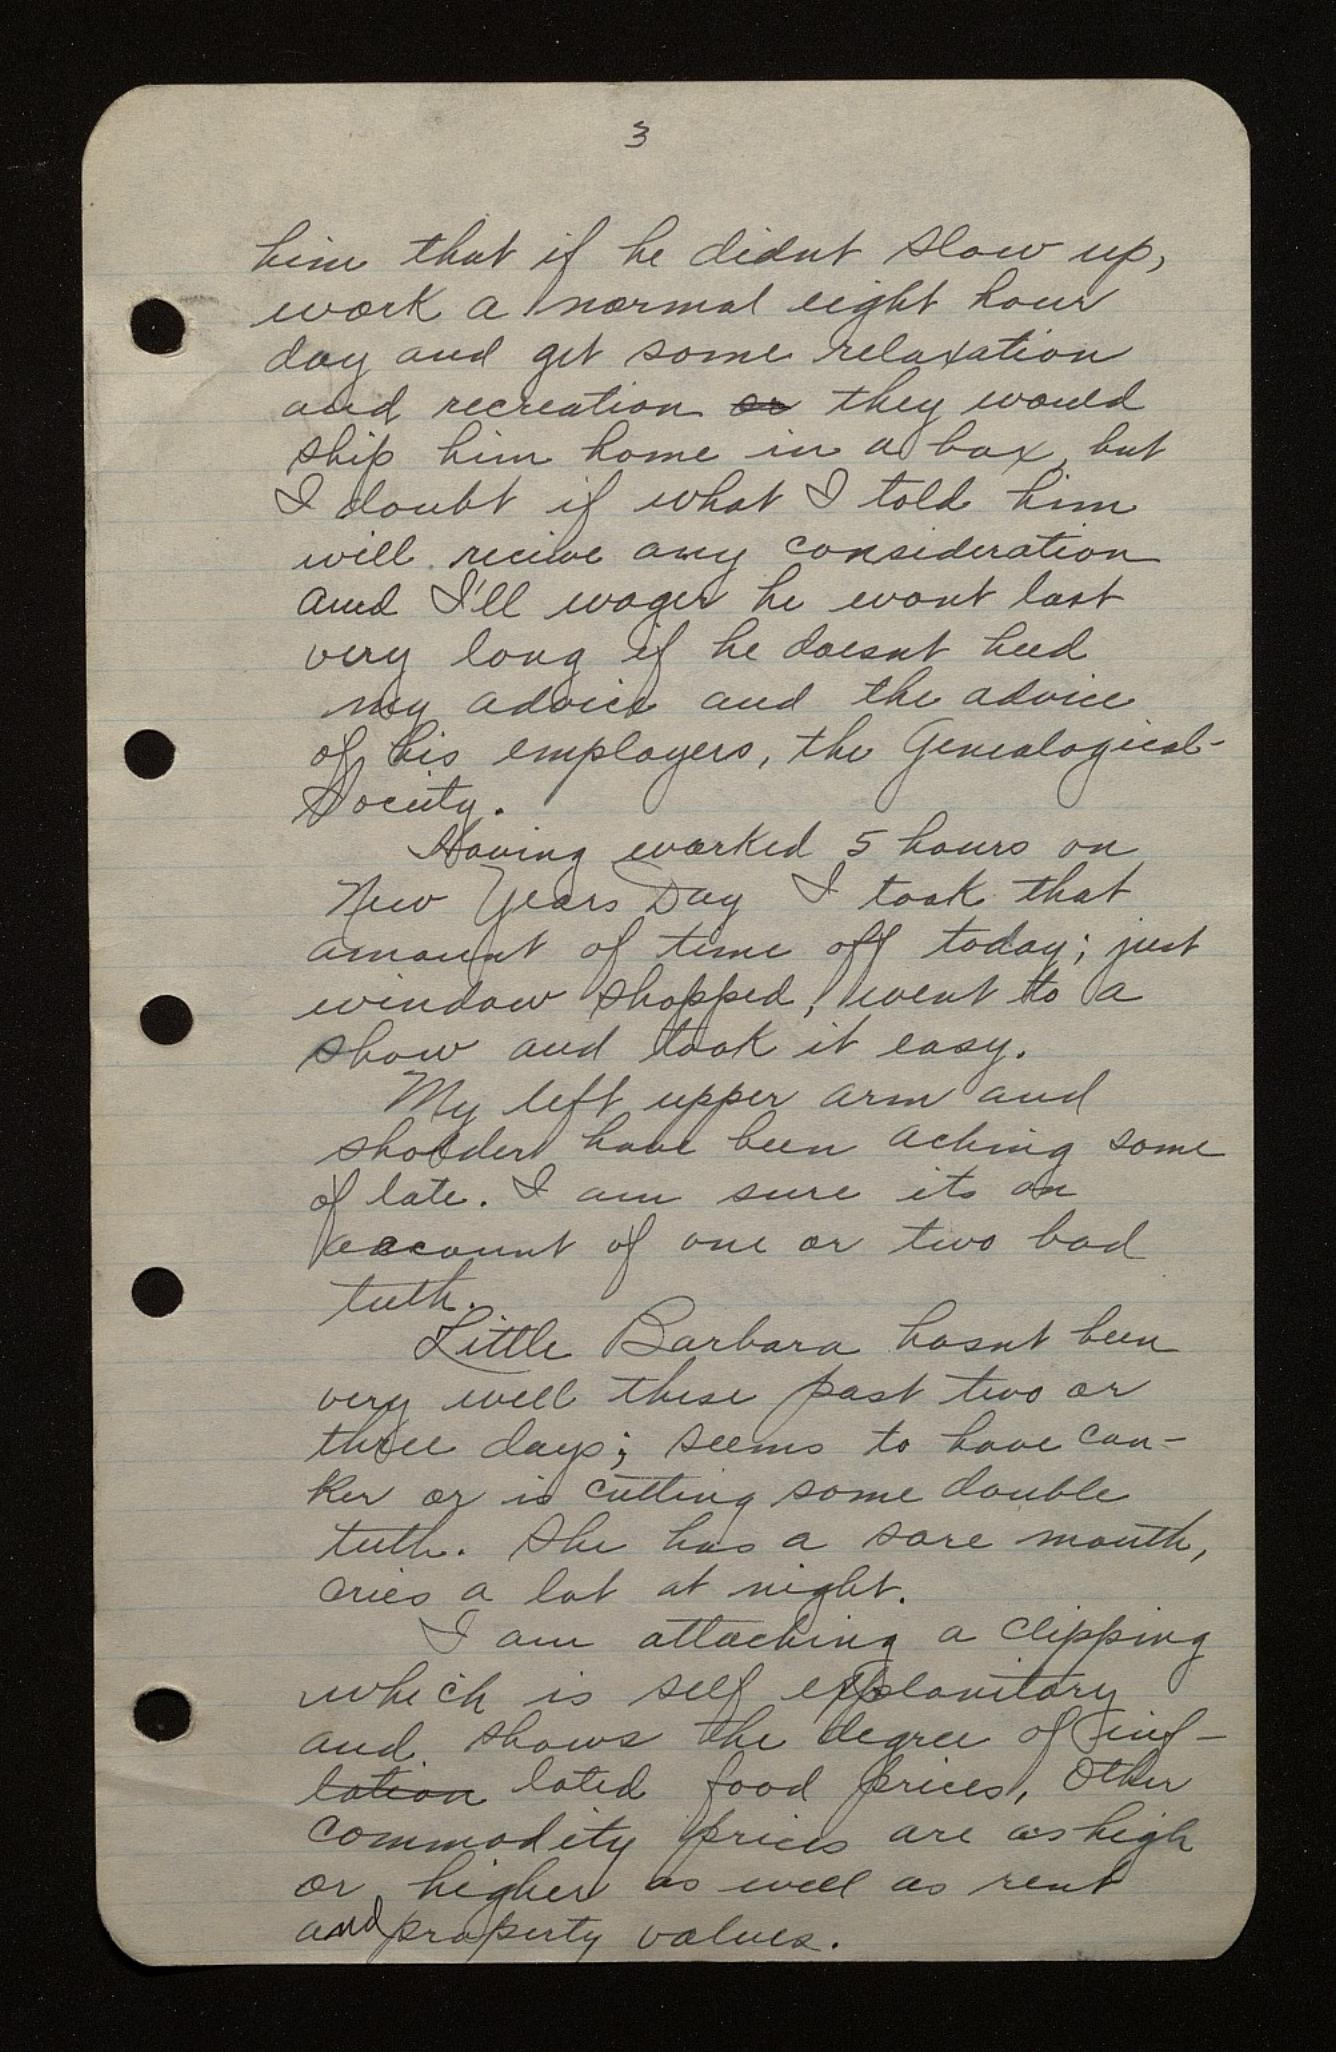 3
him that if he didnt slow up,
work a normal eight hour
day and get some relaxation
and recreation or they would
ship him home in a box, but
I doubt if what I told him
will recieve any consideration
and I'll wager he wont last
very long if he doesnt heed
my advice and the advice
of his employers, the Genealogical-
Society.
Having worked 5 hours on
New Years Day I took that
amount of time off today; just
window shopped, went to a
show and took it easy.
My left upper arm and
sholder have been aching some
of late. I am sure its on
account of one or two bad
teeth.
Little Barbara hasnt been
very well these past two or
three days; seems to have can-
ker or is cutting some double
teeth. She has a sore mouth,
cries a lot at night.
I am attaching a clipping
which is self explanitory
and shows the degree of inf-
lation lated food prices, Other
commodity prices are as high
or higher as well as rent
and property values.